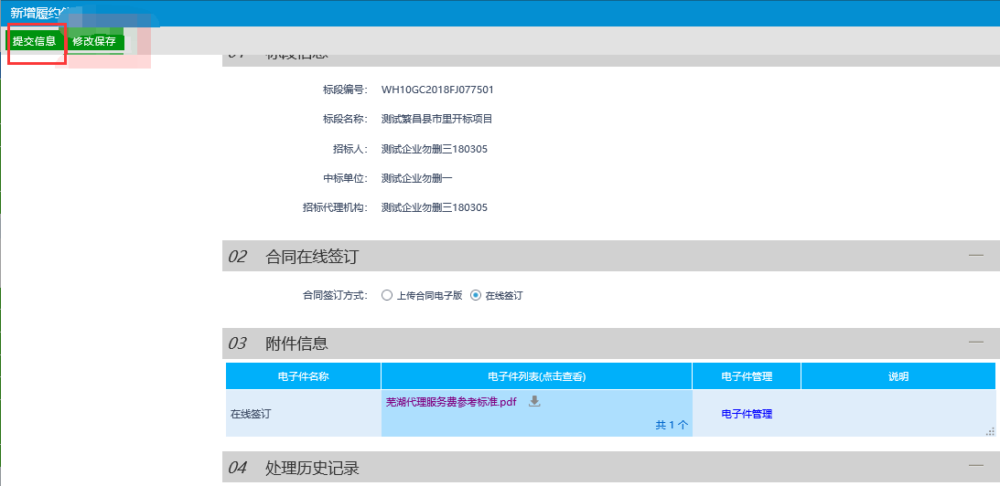 新增履约
提交信息 修改保存
01 标段信息
标段编号： WH10GC2018FJ077501
标段名称： 测试繁昌县市里开标项目
招标人： 测试企业勿删三180305
中标单位： 测试企业勿删一
招标代理机构： 测试企业勿删三180305
02 合同在线签订
合同签订方式： 上传合同电子版 在线签订
03 附件信息
电子件名称 电子件列表(点击查看) 电子件管理 说明
芜湖代理服务费参考标准.pdf
在线签订 电子件管理
共 1 个
04 处理历史记录